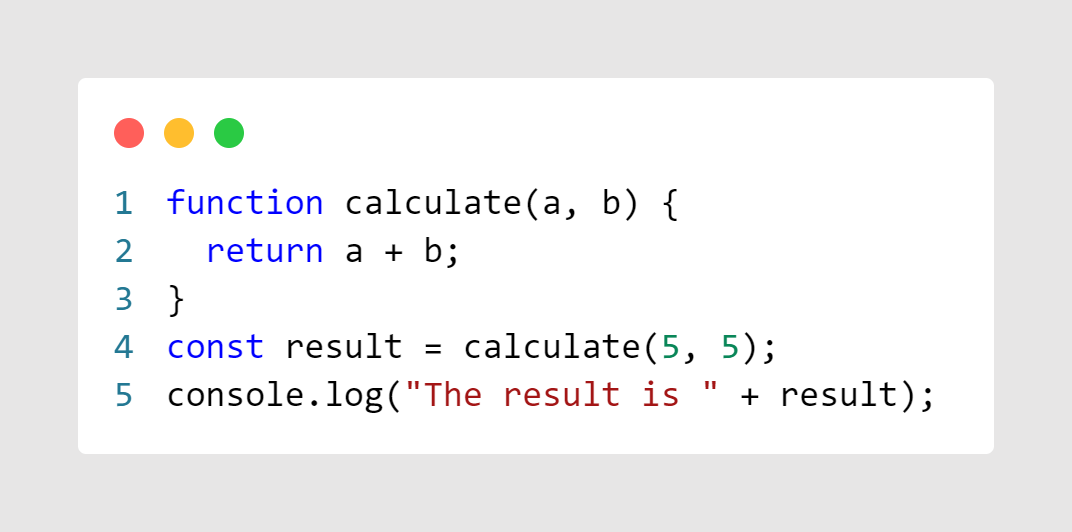 1 function calculate(a, b) {
2   return a + b;
3 }
4 const result = calculate(5, 5);
5 console.log("The result is " + result);